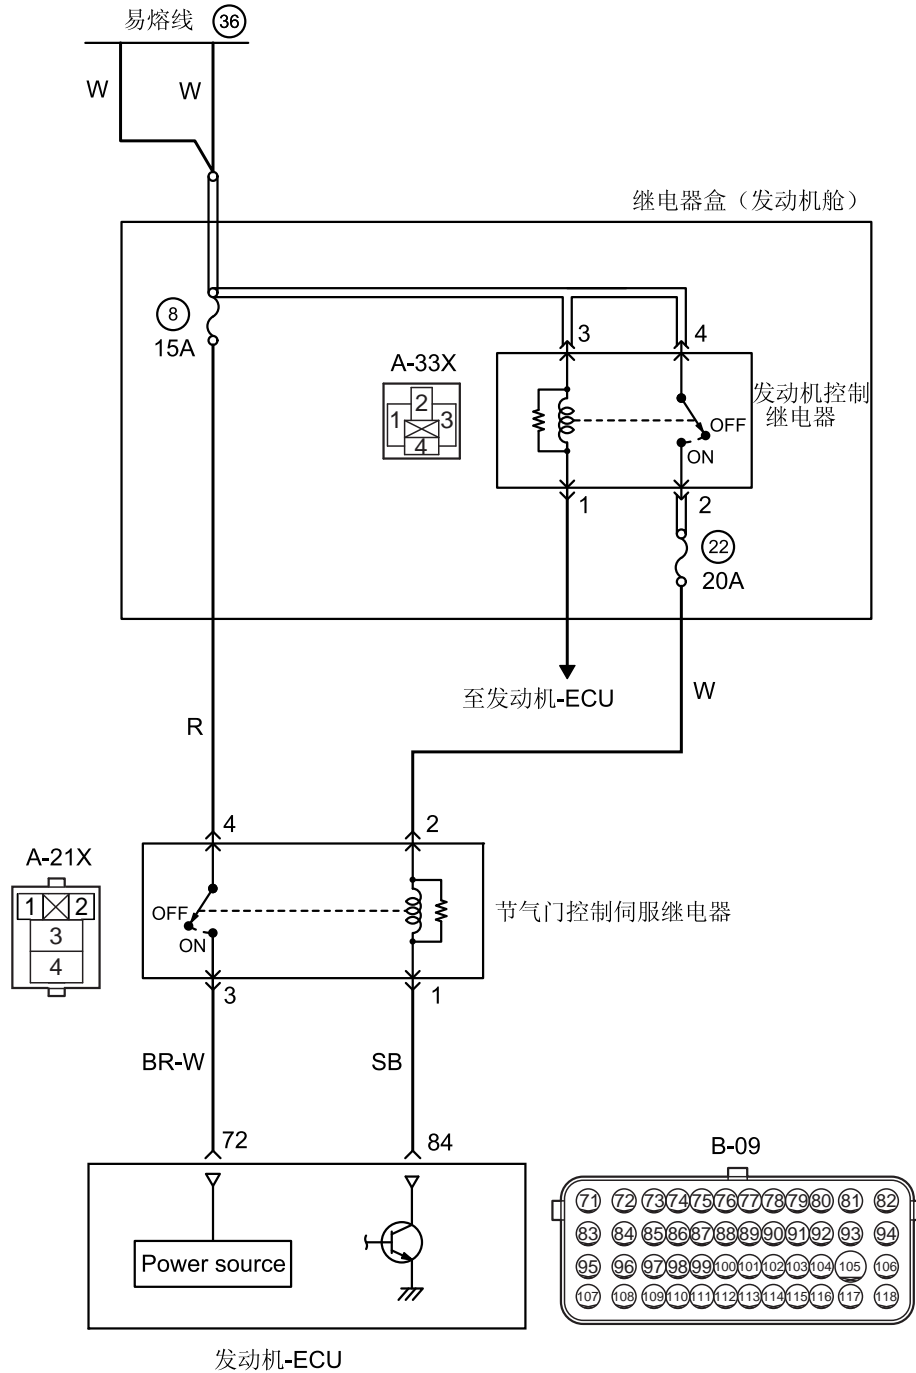 易熔线 36
W W
继电器盒（发动机舱）
8
15A
3 4
A-33X
1 2 3 4
发动机控制
继电器
OFF
ON
1 2
22
20A
至发动机-ECU
W
R
4 2
A-21X
1 2
3
4
OFF
ON
节气门控制伺服继电器
3 1
BR-W SB
72 84
Power source
发动机-ECU
B-09
71 72 73 74 75 76 77 78 79 80 81 82
83 84 85 86 87 88 89 90 91 92 93 94
95 96 97 98 99 100 101 102 103 104 105 106
107 108 109 110 111 112 113 114 115 116 117 118